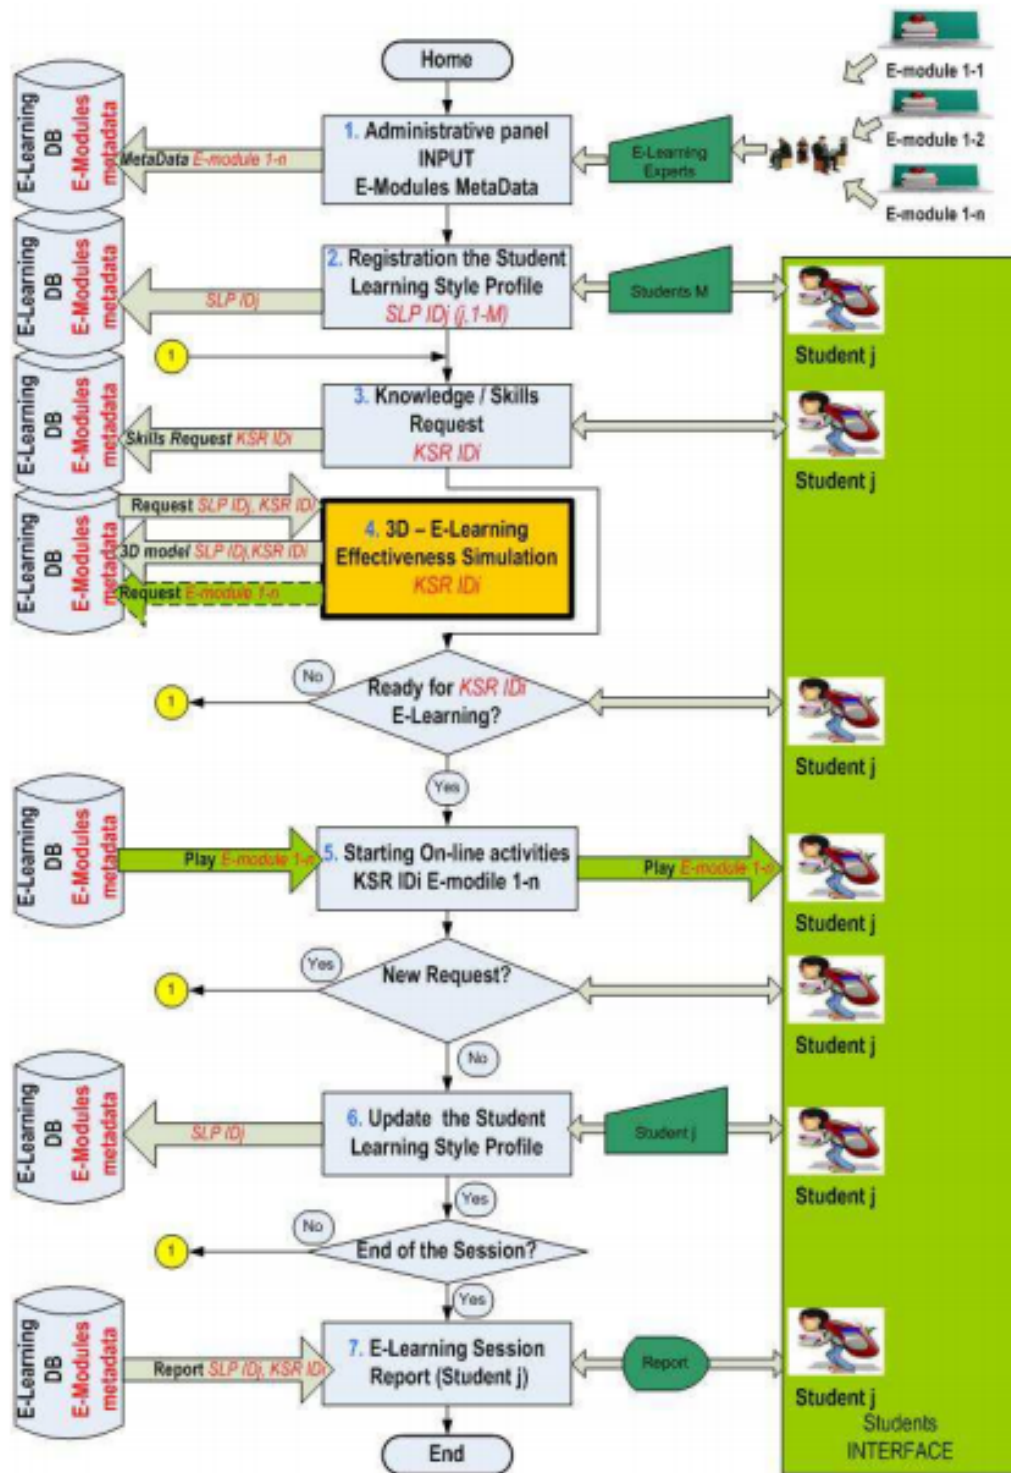 Home
E-module 1-1
E-module 1-2
E-module 1-n
E-Learning
DB
E-Modules
metadata
MetaData E-module 1-n
1. Administrative panel
INPUT
E-Modules MetaData
E-Learning
Experts
E-Learning
DB
E-Modules
metadata
SLP IDj
2. Registration the Student
Learning Style Profile
SLP IDj (j,1-M)
Students M
Student j
1
E-Learning
DB
E-Modules
metadata
Skills Request KSR IDi
3. Knowledge / Skills
Request
KSR IDi
Student j
E-Learning
DB
E-Modules
metadata
Request SLP IDj, KSR IDi
3D model SLP IDj,KSR IDi
Request E-module 1-n
4. 3D – E-Learning
Effectiveness Simulation
KSR IDi
No
1
Ready for KSR IDi
E-Learning?
Student j
Yes
E-Learning
DB
E-Modules
metadata
Play E-module 1-n
5. Starting On-line activities
KSR IDi E-modile 1-n
Play E-module 1-n
Student j
Yes
1
New Request?
Student j
No
E-Learning
DB
E-Modules
metadata
SLP IDj
6. Update the Student
Learning Style Profile
Student j
Student j
Yes
No
1
End of the Session?
Yes
E-Learning
DB
E-Modules
metadata
Report SLP IDj, KSR IDi
7. E-Learning Session
Report (Student j)
Report
Student j
Students
INTERFACE
End